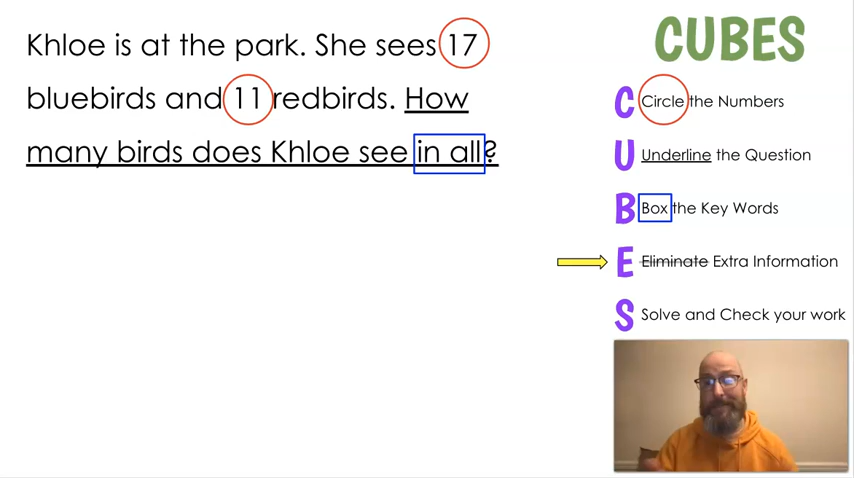 Khloe is at the park. She sees 17
bluebirds and 11 redbirds. How
many birds does Khloe see in all?
CUBES
C Circle the Numbers
U Underline the Question
B Box the Key Words
E Eliminate Extra Information
S Solve and Check your work